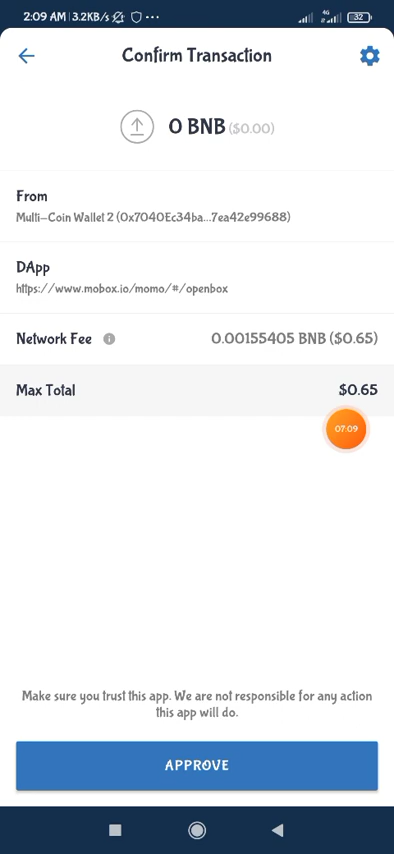 2:09 AM | 3.2KB/s ...
4G
32
Confirm Transaction
0 BNB ($0.00)
From
Multi-Coin Wallet 2 (0x7040Ec34ba...7ea42e99688)
DApp
https://www.mobox.io/momo/#/openbox
Network Fee i 0.00155405 BNB ($0.65)
Max Total $0.65
07:09
Make sure you trust this app. We are not responsible for any action
this app will do.
APPROVE